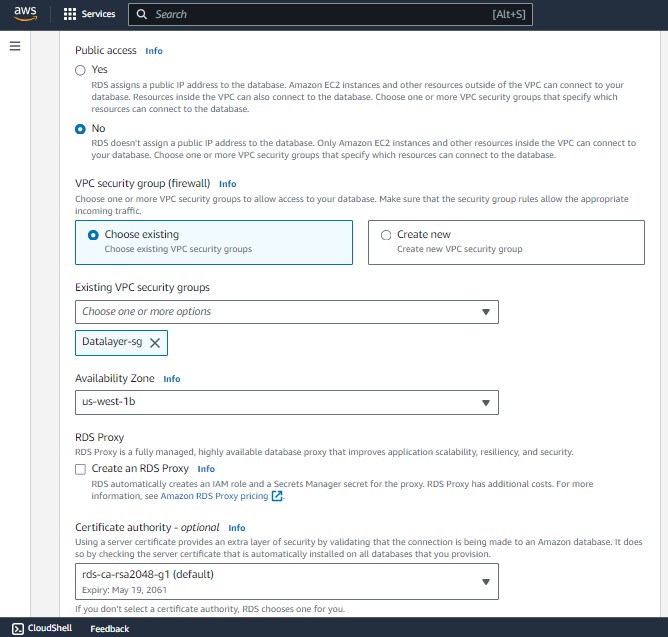 aws
Services
Search
[Alt+S]
Public access Info
Yes
RDS assigns a public IP address to the database. Amazon EC2 instances and other resources outside of the VPC can connect to your
database. Resources inside the VPC can also connect to the database. Choose one or more VPC security groups that specify which
resources can connect to the database.
No
RDS doesn't assign a public IP address to the database. Only Amazon EC2 instances and other resources inside the VPC can connect to
your database. Choose one or more VPC security groups that specify which resources can connect to the database.
VPC security group (firewall) Info
Choose one or more VPC security groups to allow access to your database. Make sure that the security group rules allow the appropriate
incoming traffic.
Choose existing
Choose existing VPC security groups
Create new
Create new VPC security group
Existing VPC security groups
Choose one or more options
Datalayer-sg
Availability Zone Info
us-west-1b
RDS Proxy
RDS Proxy is a fully managed, highly available database proxy that improves application scalability, resiliency, and security.
Create an RDS Proxy Info
RDS automatically creates an IAM role and a Secrets Manager secret for the proxy. RDS Proxy has additional costs. For more
information, see Amazon RDS Proxy pricing.
Certificate authority - optional Info
Using a server certificate provides an extra layer of security by validating that the connection is being made to an Amazon database. It does
so by checking the server certificate that is automatically installed on all databases that you provision.
rds-ca-rsa2048-g1 (default)
Expiry: May 19, 2061
If you don't select a certificate authority, RDS chooses one for you.
CloudShell Feedback